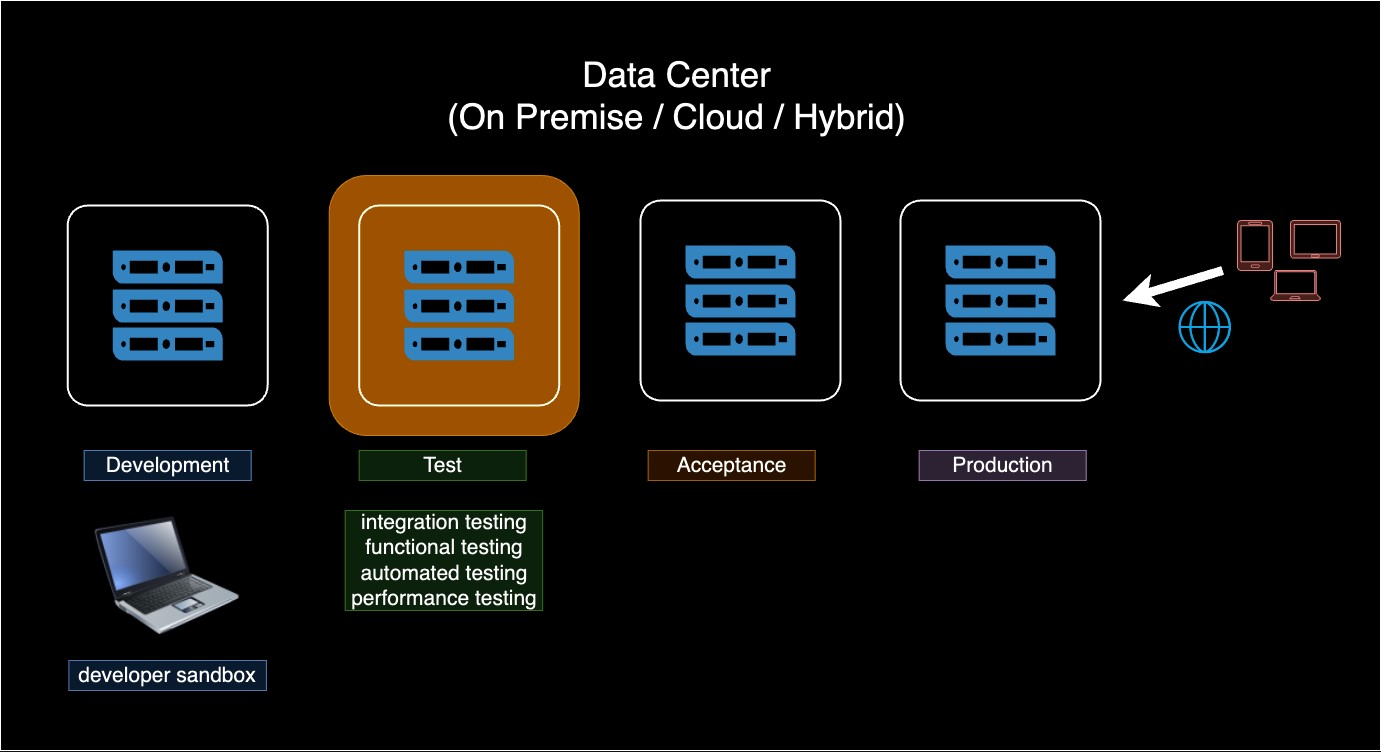 Data Center
(On Premise / Cloud / Hybrid)
Development
Test
Acceptance
Production
integration testing
functional testing
automated testing
performance testing
developer sandbox